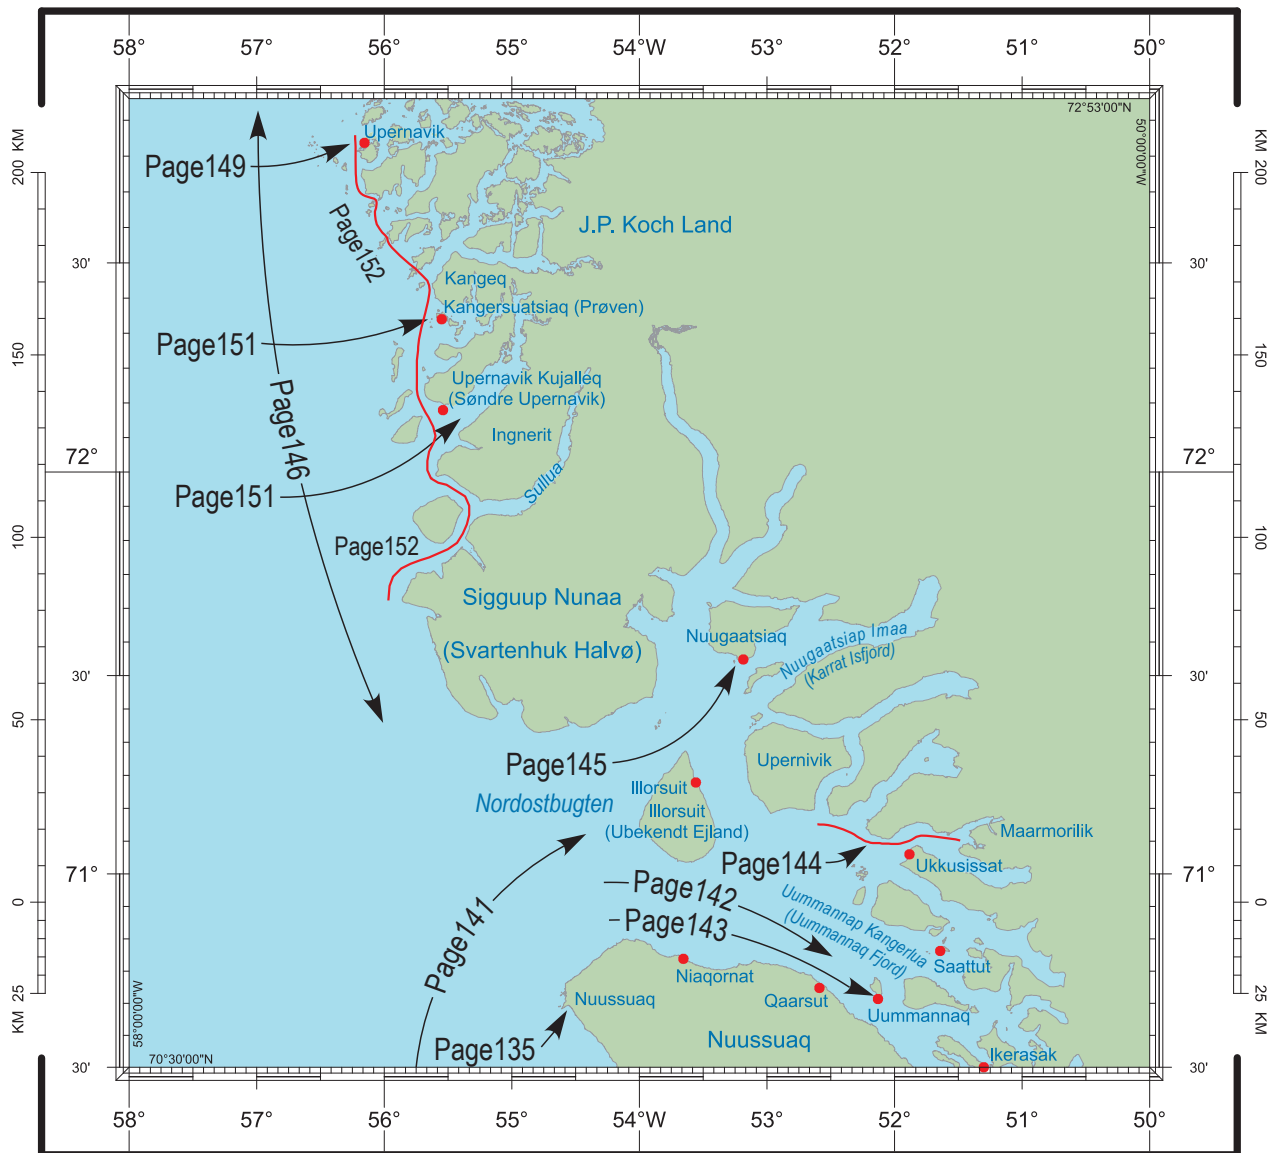 58°
57°
56°
55°
54°W
53°
52°
51°
50°
72°53'00"N
50°00'00"W
KM
200
150
100
50
0
25
KM
30'
72°
30'
71°
30'
Upernavik
Page149
Page152
J.P. Koch Land
Kangeq
Kangersuatsiaq (Prøven)
Page151
Upernavik Kujalleq
(Søndre Upernavik)
Page146
Ingnerit
Sullua
Page151
Page152
Sigguup Nunaa
(Svartenhuk Halvø)
Nuugaatsiaq
Nuugaatsiap Imaa
(Karrat Isfjord)
Page145
Upernivik
Nordostbugten
Illorsuit
Illorsuit
(Ubekendt Ejland)
Maarmorilik
Page144
Ukkusissat
Page142
Page143
Page141
Uummannap Kangerlua
(Uummannaq Fjord)
Saattut
Niaqornat
Nuussuaq
Qaarsut
Uummannaq
Nuussuaq
Page135
Ikerasak
58°00'00"W
70°30'00"N
30'
72°
30'
71°
30'
KM
200
150
100
50
0
25
KM
58°
57°
56°
55°
54°
53°
52°
51°
50°